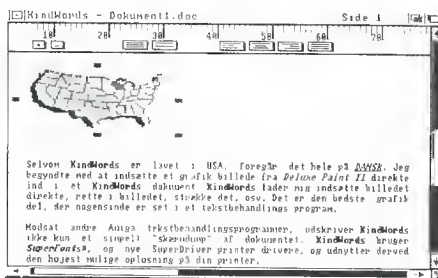 KindWords - Dokument1.doc Side 1
10 20 30 40 50 60 70
Selvom KindWords er lavet i USA, foregår det hele på DANSK. Jeg
begyndte med at indsætte et grafik billede fra Deluxe Paint II direkte
ind i et KindWords dokument. KindWords lader mig indsætte billedet
direkte, rette i billedet, strække det, osv. Det er den bedste grafik
del, der nogensinde er set i et tekstbehandlings program.
Modsat andre Amiga tekstbehandlingsprogrammer, udskriver KindWords
ikke kun et simpelt "Skærmdump" af dokumentet. KindWords bruger
SuperFonts, og nye SuperDriver printer drivere, og udnytter derved
den højest mulige opløsning på din printer.